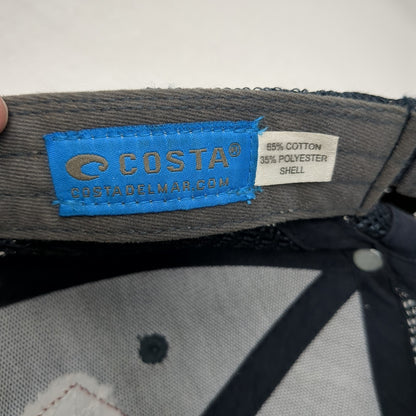 COSTA®
COSTADELMAR.COM
65% COTTON
35% POLYESTER
SHELL